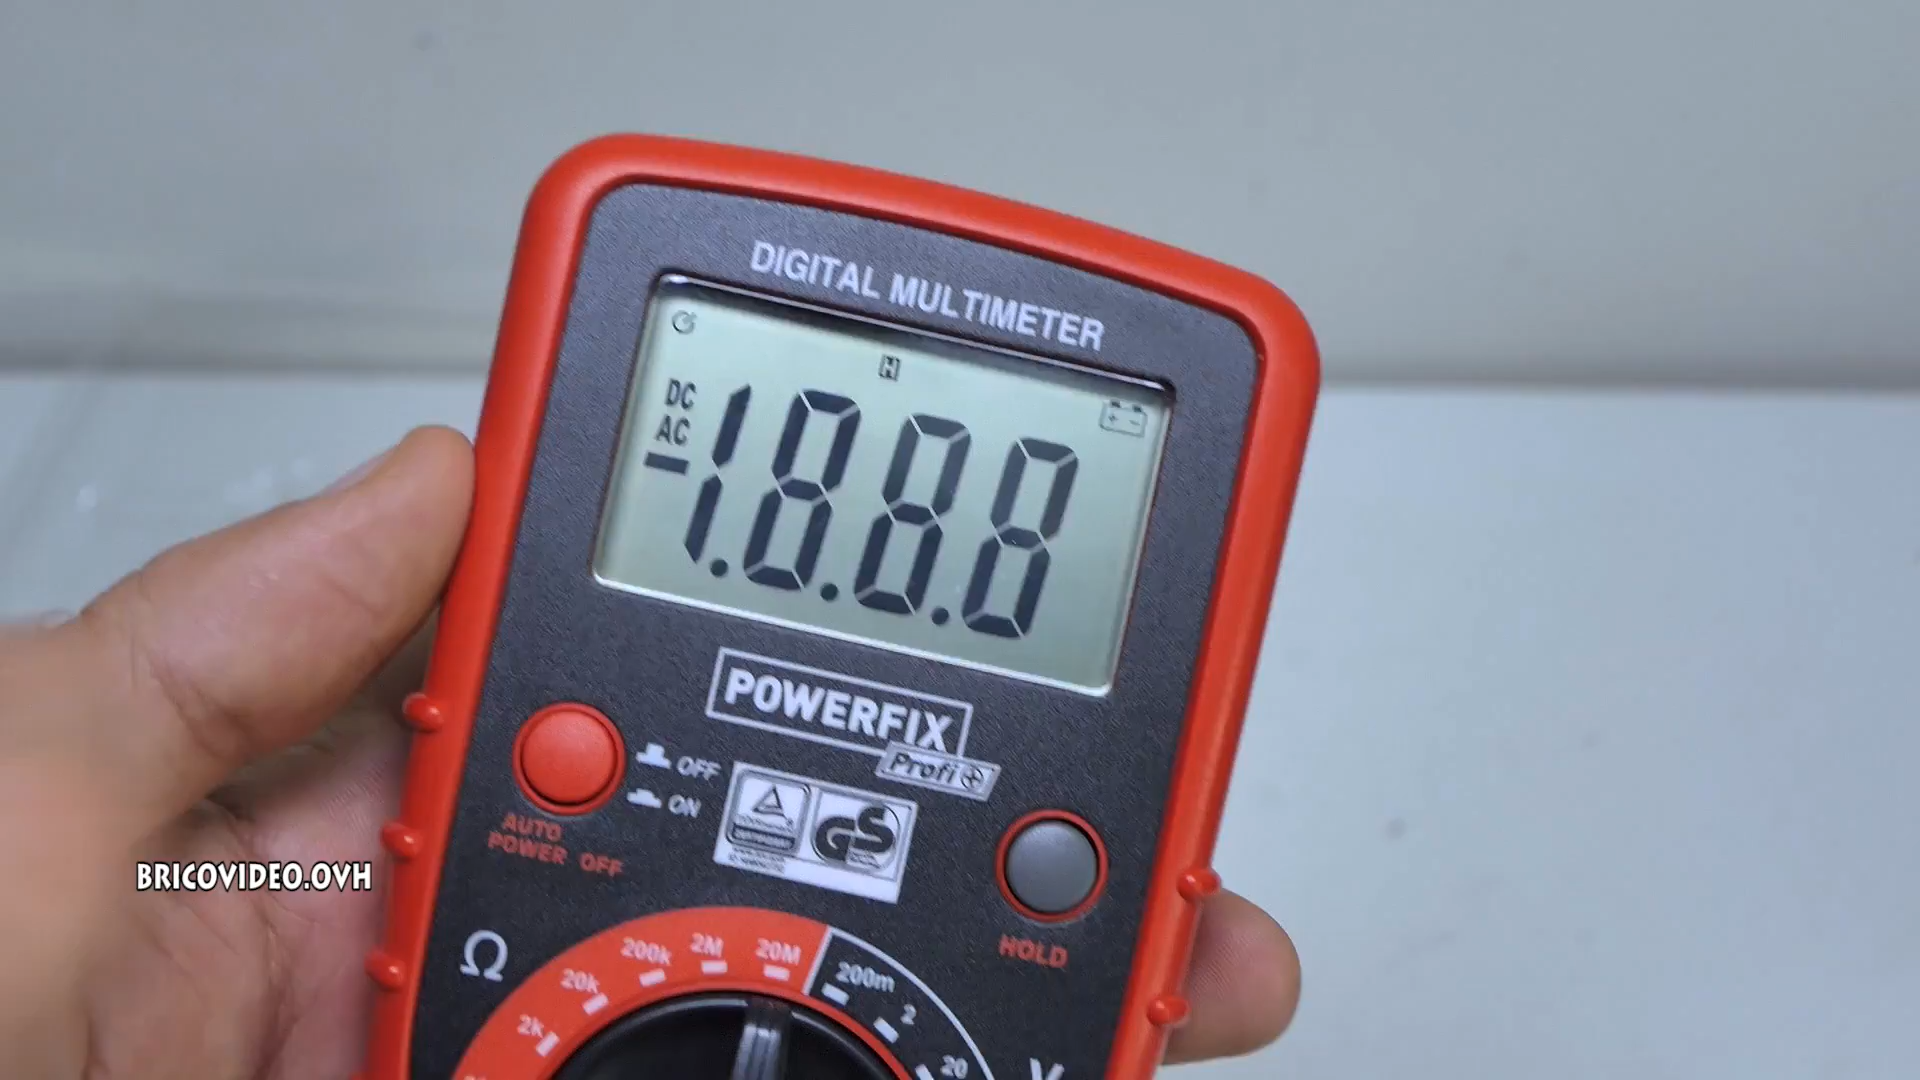 DIGITAL MULTIMETER
H
DC
AC
-1.8.8.8
POWERFIX
Profi
OFF
ON
AUTO
POWER OFF
GS
HOLD
BRICOVIDEO.OVH
Ω
2k
20k
200k
2M
20M
200m
2
20
V